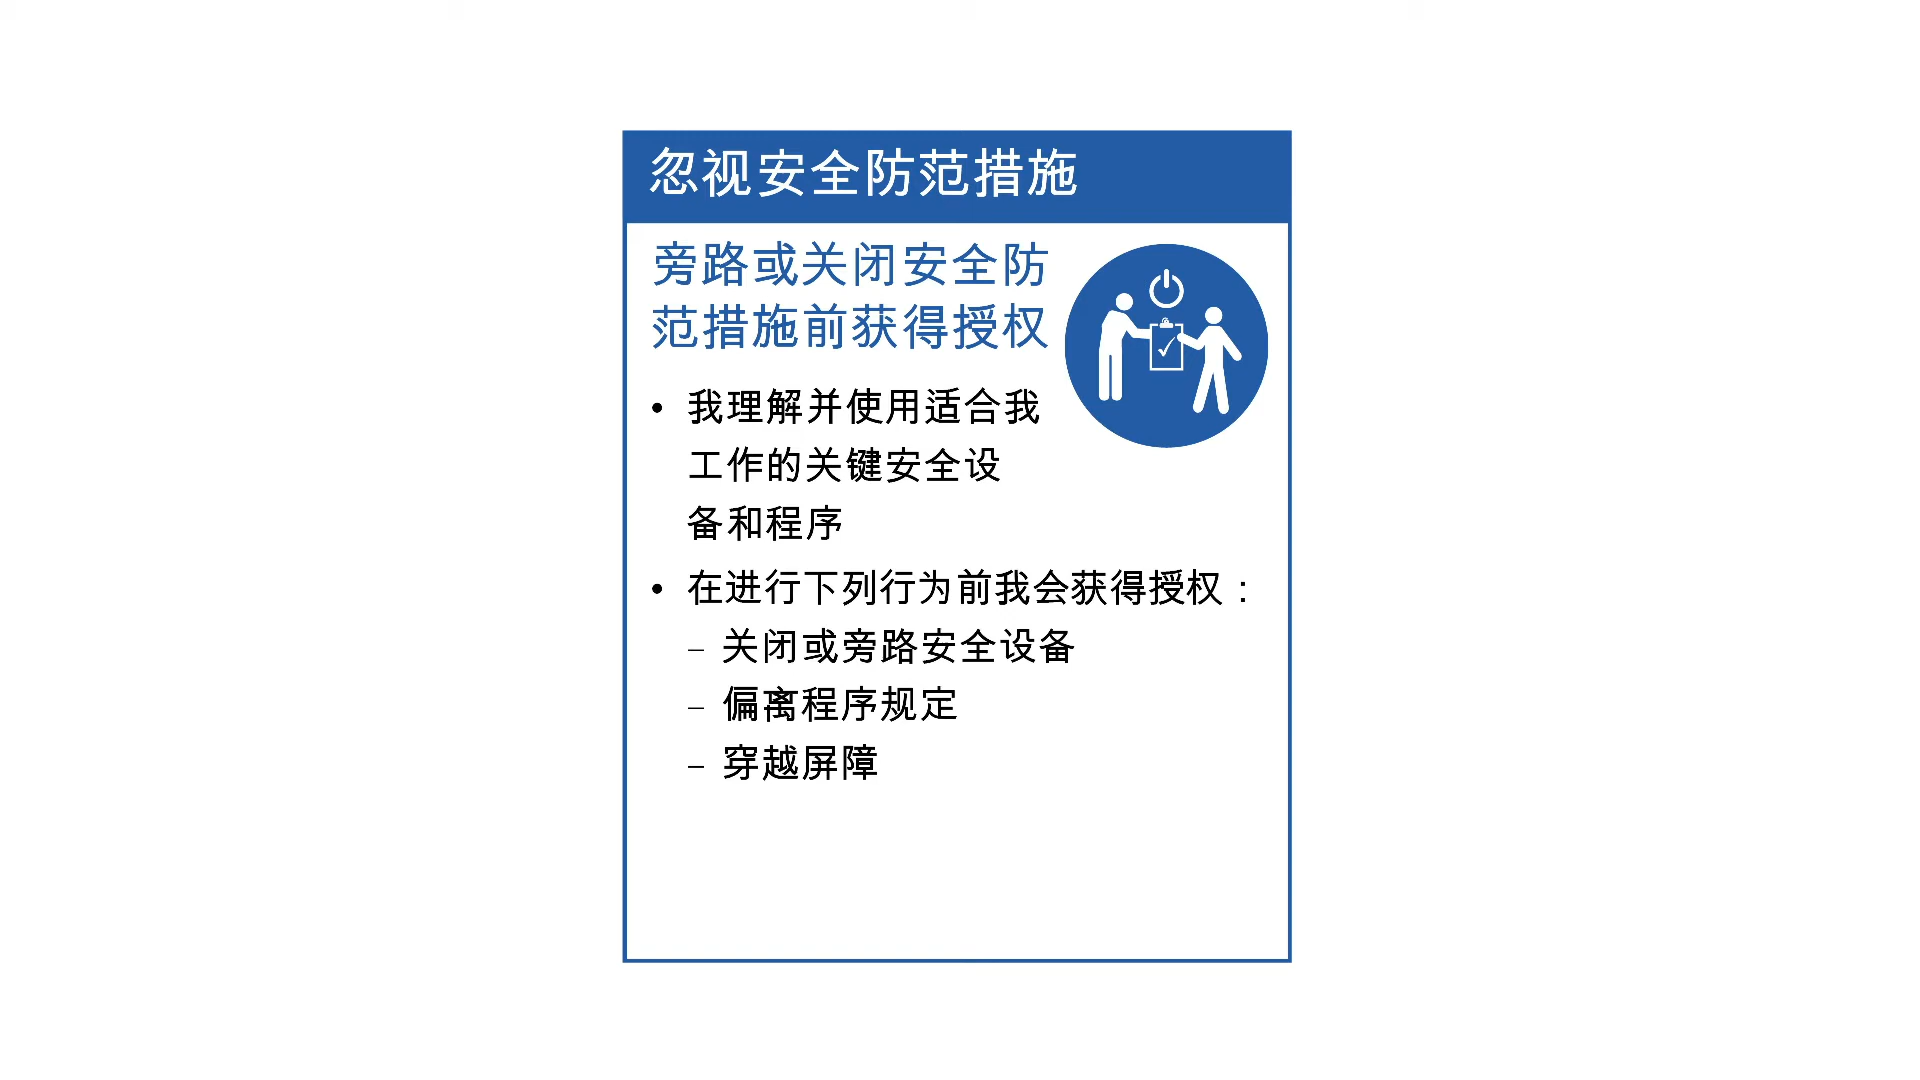 忽视安全防范措施
旁路或关闭安全防
范措施前获得授权
• 我理解并使用适合我
工作的关键安全设
备和程序
• 在进行下列行为前我会获得授权：
– 关闭或旁路安全设备
– 偏离程序规定
– 穿越屏障